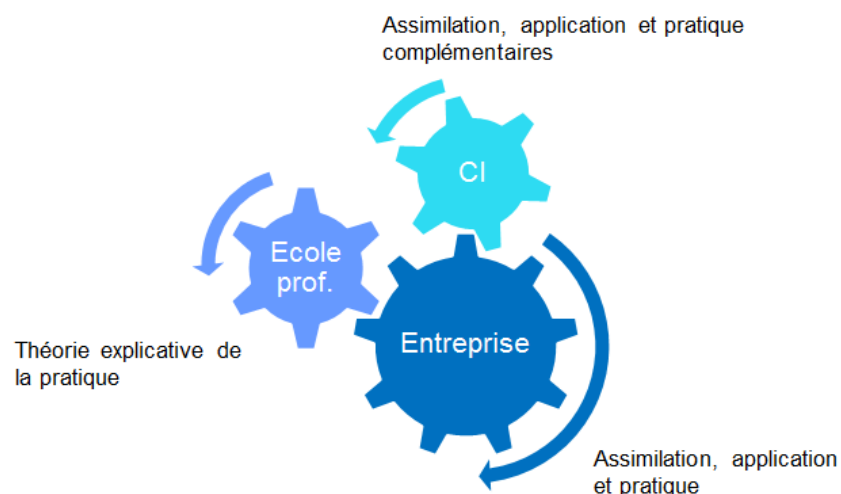 Assimilation, application et pratique
complémentaires
CI
Ecole
prof.
Entreprise
Théorie explicative de
la pratique
Assimilation, application
et pratique